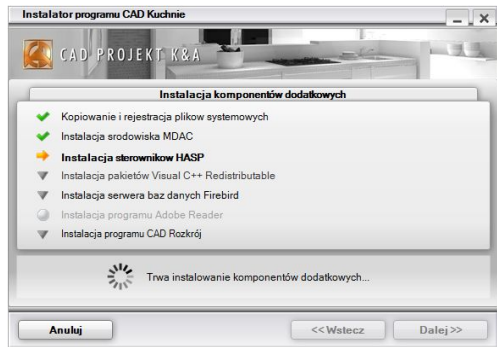 Instalator programu CAD Kuchnie
CAD PROJEKT K&A
Instalacja komponentów dodatkowych
Kopiowanie i rejestracja plikow systemowych
Instalacja srodowiska MDAC
Instalacja sterownikow HASP
Instalacja pakietów Visual C++ Redistributable
Instalacja serwera baz danych Firebird
Instalacja programu Adobe Reader
Instalacja programu CAD Rozkrój
Trwa instalowanie komponentów dodatkowych...
Anuluj
<< Wstecz
Dalej >>